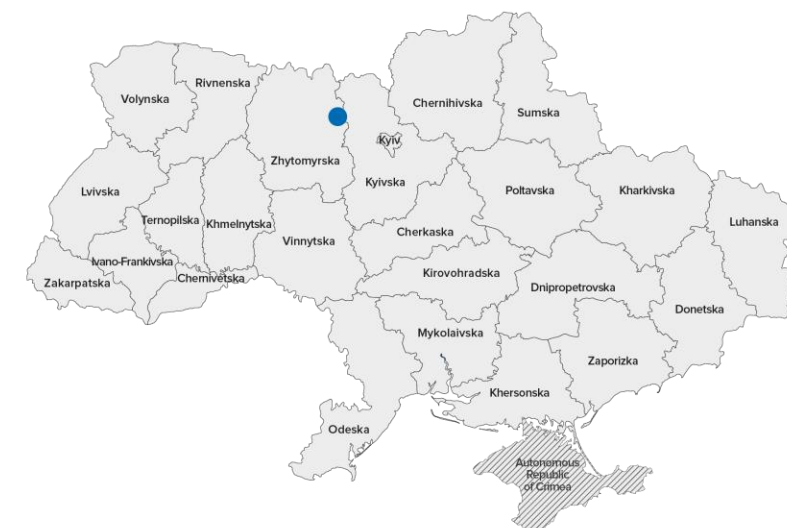 Rivnenska
Volynska
Chernihivska
Sumska
Kyiv
Zhytomyrska
Kyivska
Lvivska
Poltavska
Kharkivska
Ternopilska
Khmelnytska
Luhanska
Cherkaska
Vinnytska
Ivano-Frankivska
Kirovohradska
Chernivetska
Zakarpatska
Dnipropetrovska
Donetska
Mykolaivska
Zaporizka
Khersonska
Odeska
Autonomous
Republic
of Crimea